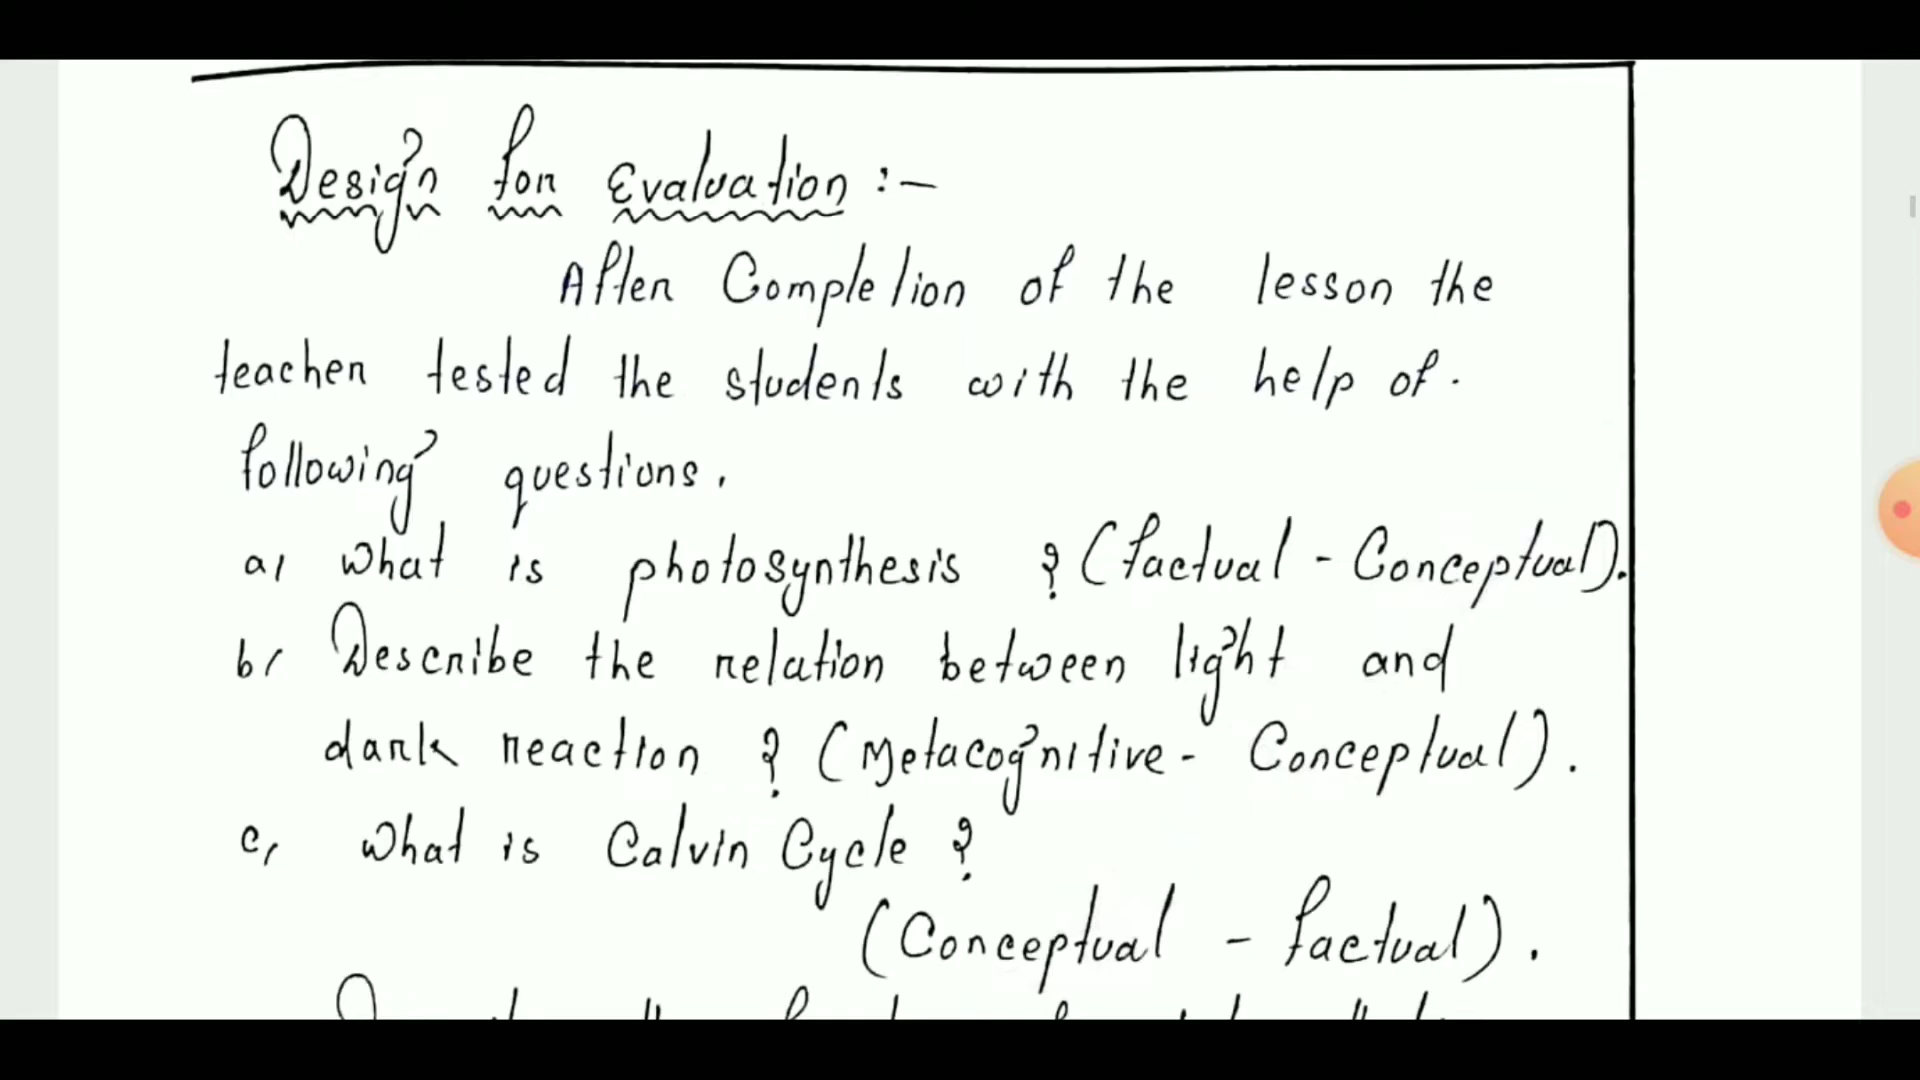 Design for Evaluation :-
After Completion of the lesson the
teacher tested the students with the help of.
following questions.
a, What is photosynthesis ? (factual - Conceptual).
b, Describe the relation between light and
dark reaction ? (Metacognitive - Conceptual).
c, What is Calvin Cycle ?
(Conceptual - factual).